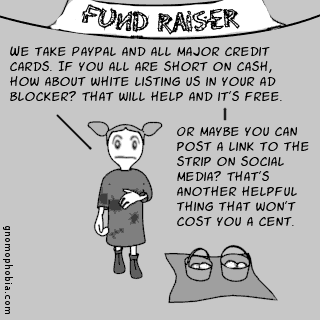 FUND RAISER
WE TAKE PAYPAL AND ALL MAJOR CREDIT
CARDS. IF YOU ALL ARE SHORT ON CASH,
HOW ABOUT WHITE LISTING US IN YOUR AD
BLOCKER? THAT WILL HELP AND IT'S FREE.
OR MAYBE YOU CAN
POST A LINK TO THE
STRIP ON SOCIAL
MEDIA? THAT'S
ANOTHER HELPFUL
THING THAT WON'T
COST YOU A CENT.
gnomophobia.com